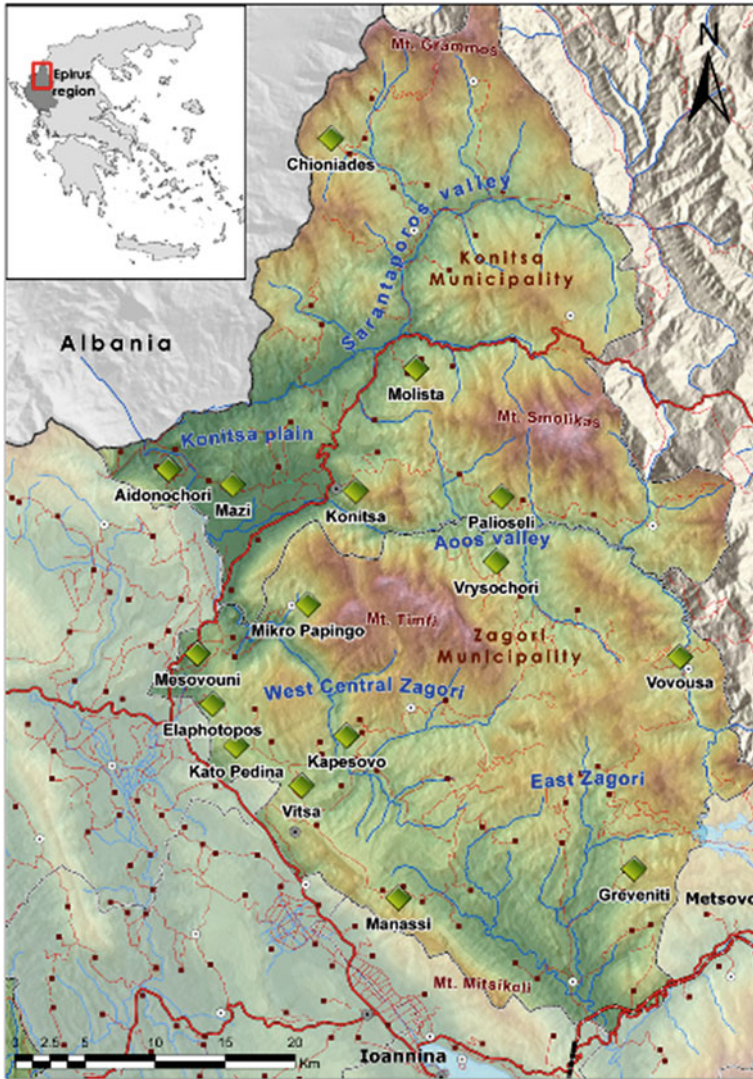 Epirus
region
Mt. Grammos
N
Chioniades
Sarantaporos valley
Konitsa
Municipality
Albania
Molista
Mt. Smolikas
Konitsa plain
Aidonochori
Mazi
Konitsa
Palioseli
Aoos valley
Vrysochori
Mikro Papingo
Mt. Timfi
Zagori
Municipality
Mesovouni
Vovousa
West Central Zagori
Elaphotopos
Kato Pedina
Kapesovo
East Zagori
Vitsa
Greveniti
Metsovo
Manassi
Mt. Mitsikali
0 2.5 5 10 15 20
Km
Ioannina